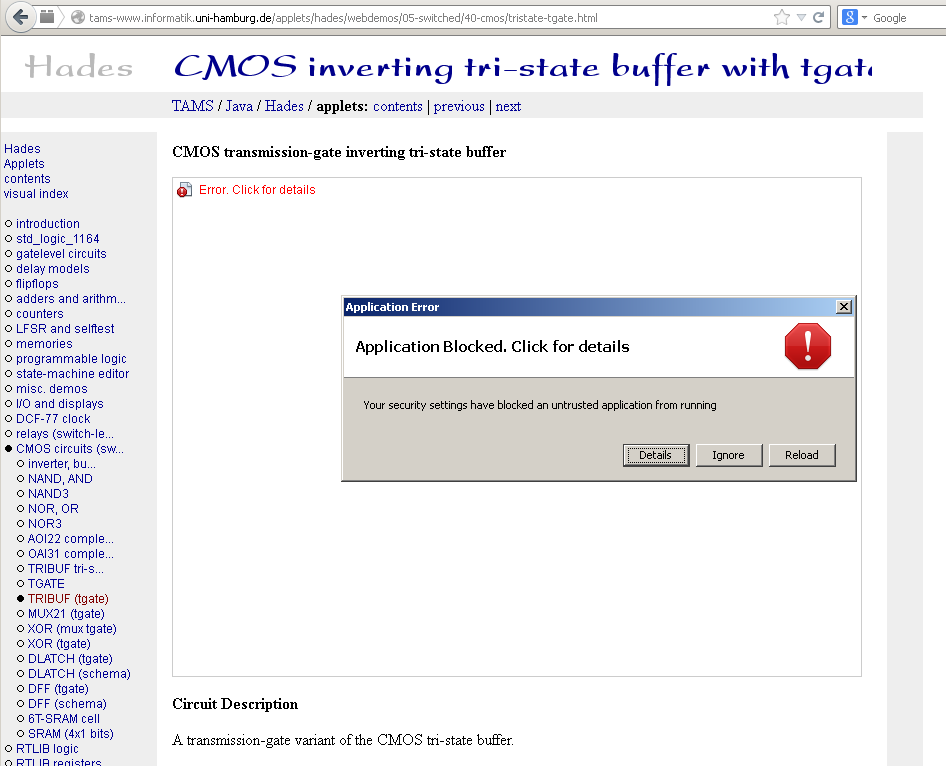 tams-www.informatik.uni-hamburg.de/applets/hades/webdemos/05-switched/40-cmos/tristate-tgate.html
8 Google
Hades
CMOS inverting tri-state buffer with tgat
TAMS / Java / Hades / applets: contents | previous | next
Hades
Applets
contents
visual index
introduction
std_logic_1164
gatelevel circuits
delay models
flipflops
adders and arithm...
counters
LFSR and selftest
memories
programmable logic
state-machine editor
misc. demos
I/O and displays
DCF-77 clock
relays (switch-le...
CMOS circuits (sw...
inverter, bu...
NAND, AND
NAND3
NOR, OR
NOR3
AOI22 comple...
OAI31 comple...
TRIBUF tri-s...
TGATE
TRIBUF (tgate)
MUX21 (tgate)
XOR (mux tgate)
XOR (tgate)
DLATCH (tgate)
DLATCH (schema)
DFF (tgate)
DFF (schema)
6T-SRAM cell
SRAM (4x1 bits)
RTLIB logic
RTLIB registers
CMOS transmission-gate inverting tri-state buffer
Error. Click for details
Application Error
Application Blocked. Click for details
Your security settings have blocked an untrusted application from running
Details Ignore Reload
Circuit Description
A transmission-gate variant of the CMOS tri-state buffer.